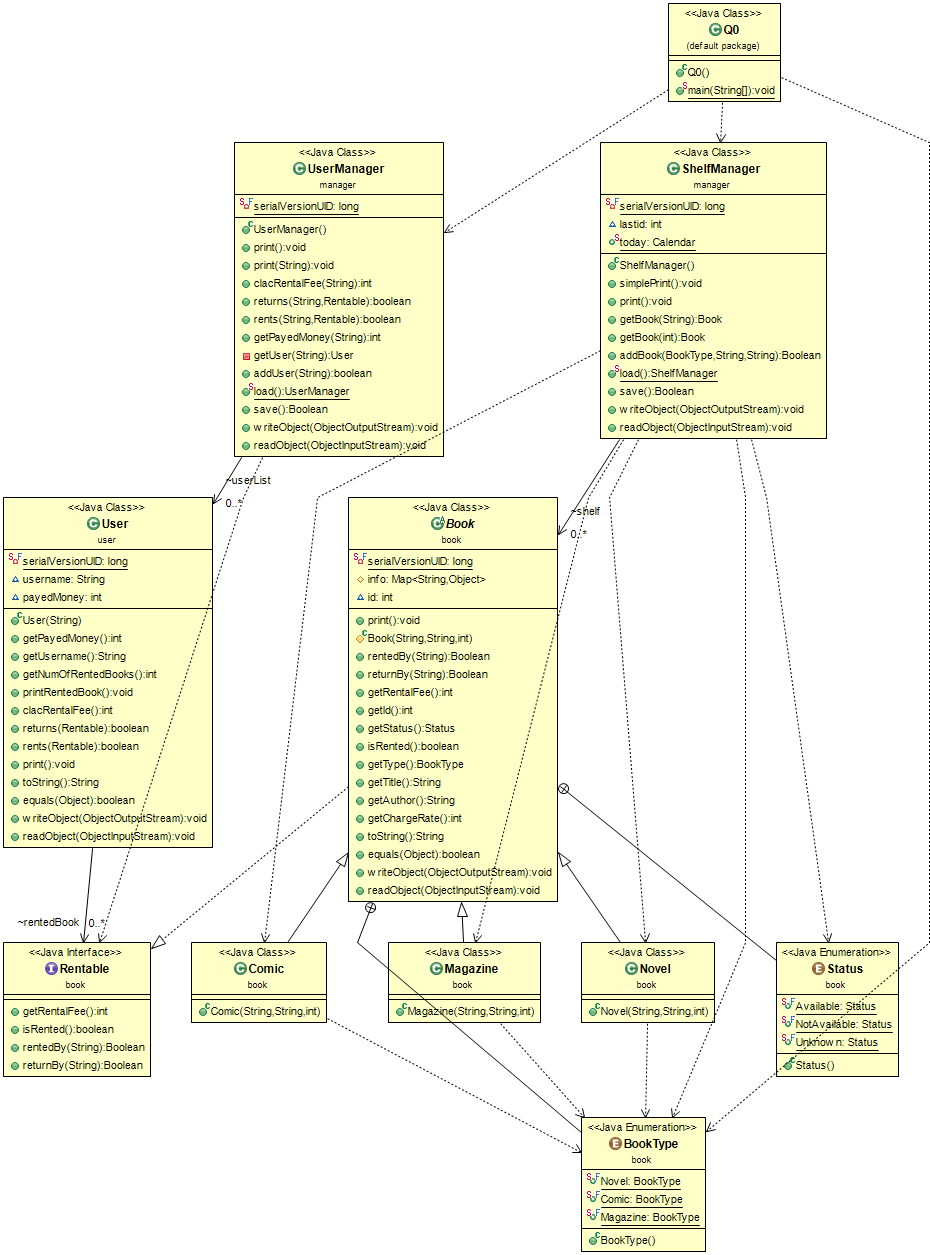 <<Java Class>>
Q0
(default package)
Q0()
main(String[]):void
<<Java Class>>
UserManager
manager
serialVersionUID: long
UserManager()
print():void
print(String):void
clacRentalFee(String):int
returns(String,Rentable):boolean
rents(String,Rentable):boolean
getPayedMoney(String):int
getUser(String):User
addUser(String):boolean
load():UserManager
save():Boolean
writeObject(ObjectOutputStream):void
readObject(ObjectInputStream):void
<<Java Class>>
ShelfManager
manager
serialVersionUID: long
lastid: int
today: Calendar
ShelfManager()
simplePrint():void
print():void
getBook(String):Book
getBook(int):Book
addBook(BookType,String,String):Boolean
load():ShelfManager
save():Boolean
writeObject(ObjectOutputStream):void
readObject(ObjectInputStream):void
~userList
0..*
~shelf
0..*
<<Java Class>>
User
user
serialVersionUID: long
username: String
payedMoney: int
User(String)
getPayedMoney():int
getUsername():String
getNumOfRentedBooks():int
printRentedBook():void
clacRentalFee():int
returns(Rentable):boolean
rents(Rentable):boolean
print():void
toString():String
equals(Object):boolean
writeObject(ObjectOutputStream):void
readObject(ObjectInputStream):void
<<Java Class>>
Book
book
serialVersionUID: long
info: Map<String,Object>
id: int
print():void
Book(String,String,int)
rentedBy(String):Boolean
returnBy(String):Boolean
getRentalFee():int
getId():int
getStatus():Status
isRented():boolean
getType():BookType
getTitle():String
getAuthor():String
getChargeRate():int
toString():String
equals(Object):boolean
writeObject(ObjectOutputStream):void
readObject(ObjectInputStream):void
~rentedBook 0..*
<<Java Interface>>
Rentable
book
getRentalFee():int
isRented():boolean
rentedBy(String):Boolean
returnBy(String):Boolean
<<Java Class>>
Comic
book
Comic(String,String,int)
<<Java Class>>
Magazine
book
Magazine(String,String,int)
<<Java Class>>
Novel
book
Novel(String,String,int)
<<Java Enumeration>>
Status
book
Available: Status
NotAvailable: Status
Unknown: Status
Status()
<<Java Enumeration>>
BookType
book
Novel: BookType
Comic: BookType
Magazine: BookType
BookType()